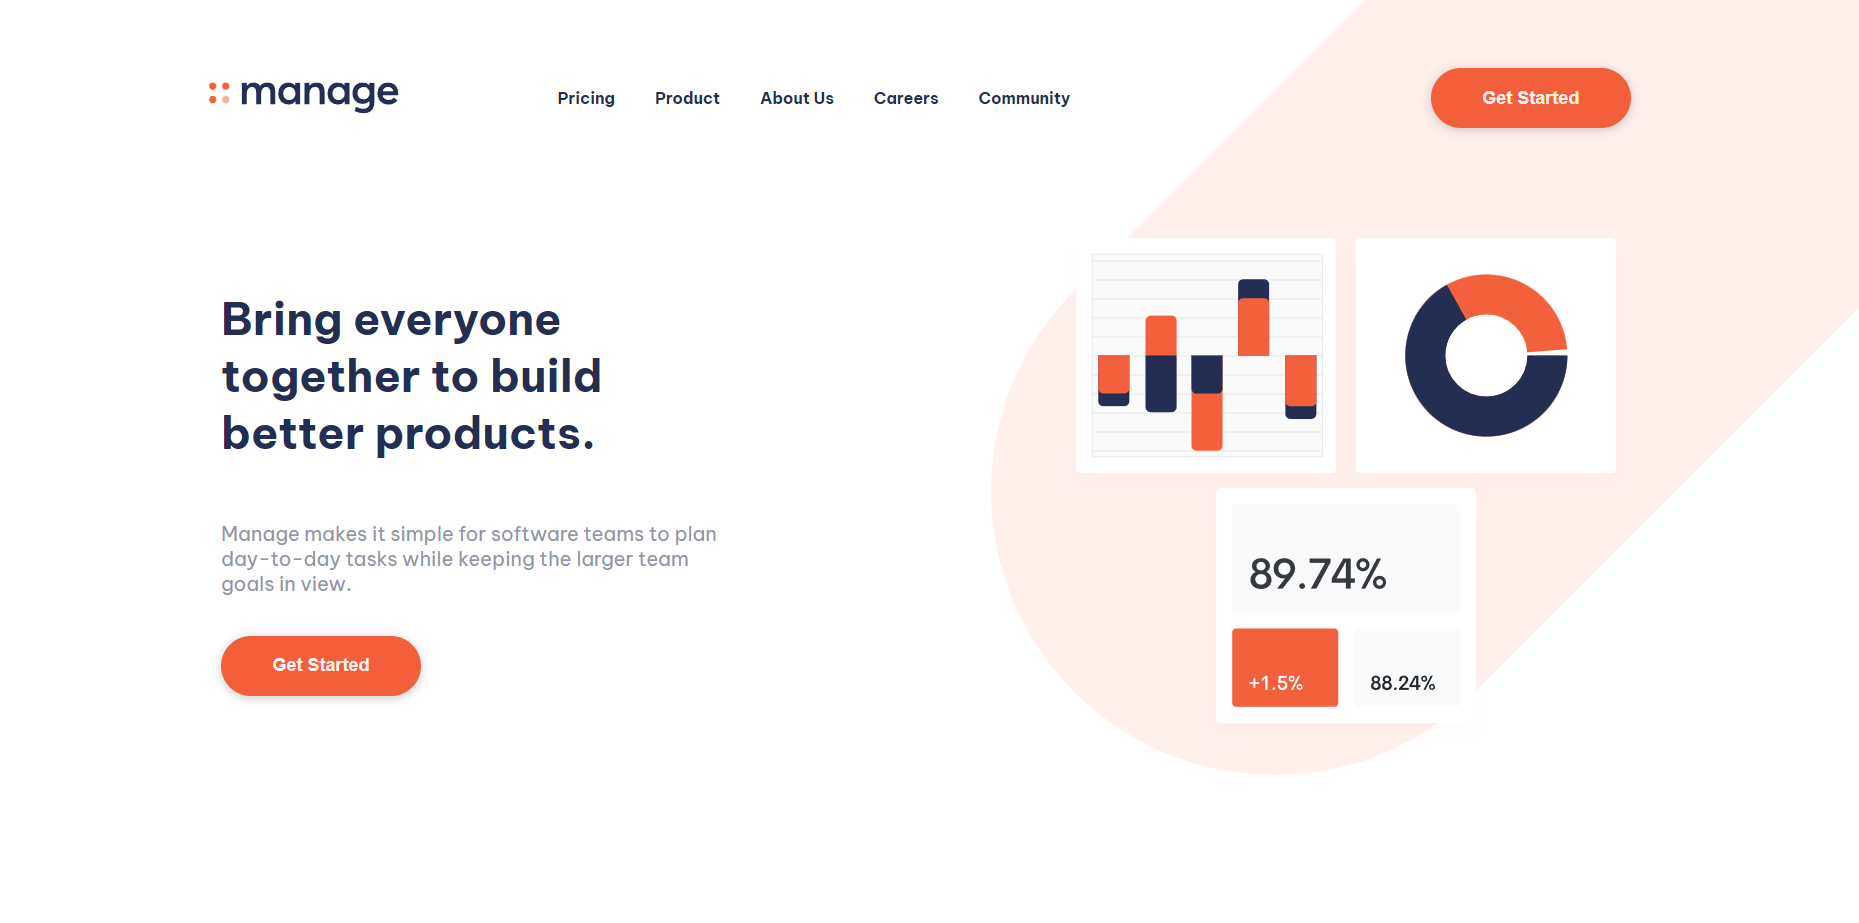 manage
Pricing
Product
About Us
Careers
Community
Get Started
Bring everyone
together to build
better products.
Manage makes it simple for software teams to plan
day-to-day tasks while keeping the larger team
goals in view.
Get Started
89.74%
+1.5%
88.24%